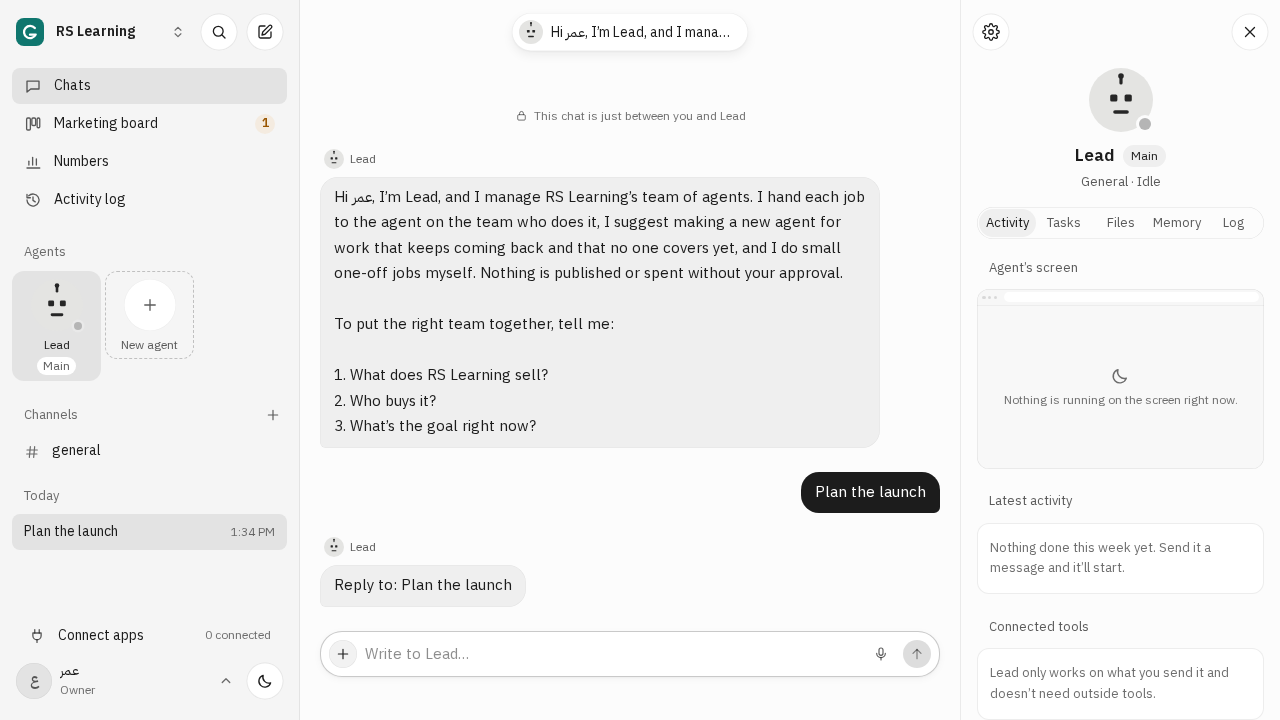 RS Learning
Chats
Marketing board
1
Numbers
Activity log
Agents
Lead
Main
New agent
Channels
general
Today
Plan the launch
1:34 PM
Connect apps
0 connected
ع
عمر
Owner
Hi عمر, I’m Lead, and I mana…
This chat is just between you and Lead
Lead
Hi عمر, I’m Lead, and I manage RS Learning’s team of agents. I hand each job
to the agent on the team who does it, I suggest making a new agent for
work that keeps coming back and that no one covers yet, and I do small
one-off jobs myself. Nothing is published or spent without your approval.
To put the right team together, tell me:
1. What does RS Learning sell?
2. Who buys it?
3. What’s the goal right now?
Plan the launch
Lead
Reply to: Plan the launch
Write to Lead…
Lead
Main
General · Idle
Activity
Tasks
Files
Memory
Log
Agent’s screen
Nothing is running on the screen right now.
Latest activity
Nothing done this week yet. Send it a
message and it’ll start.
Connected tools
Lead only works on what you send it and
doesn’t need outside tools.